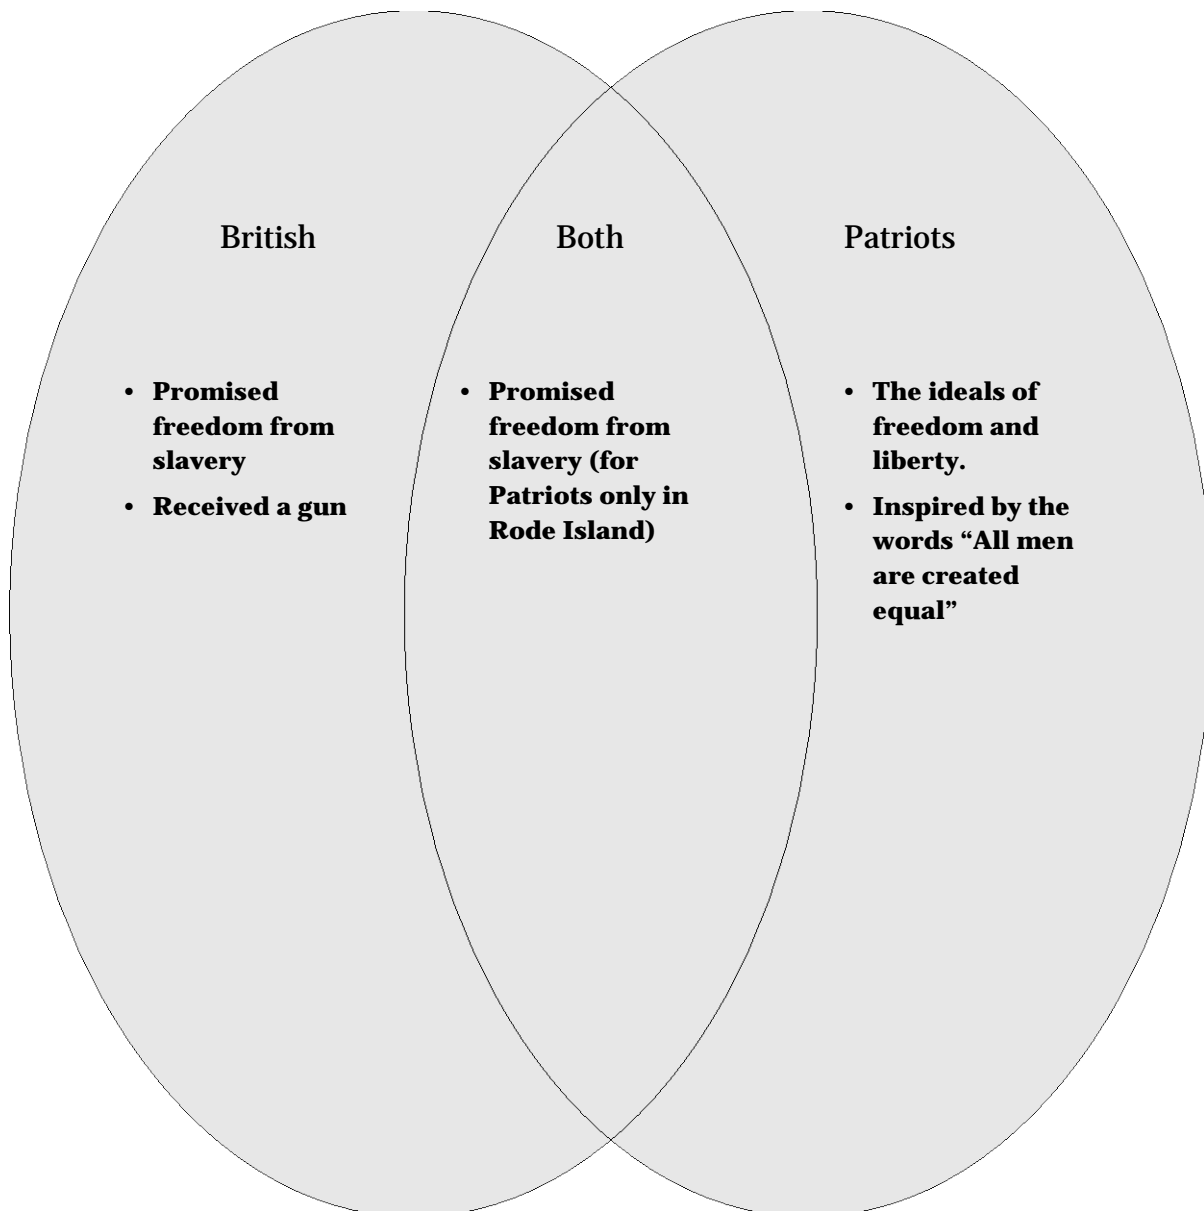 British
• Promised
freedom from
slavery
• Received a gun
Both
• Promised
freedom from
slavery (for
Patriots only in
Rode Island)
Patriots
• The ideals of
freedom and
liberty.
• Inspired by the
words “All men
are created
equal”